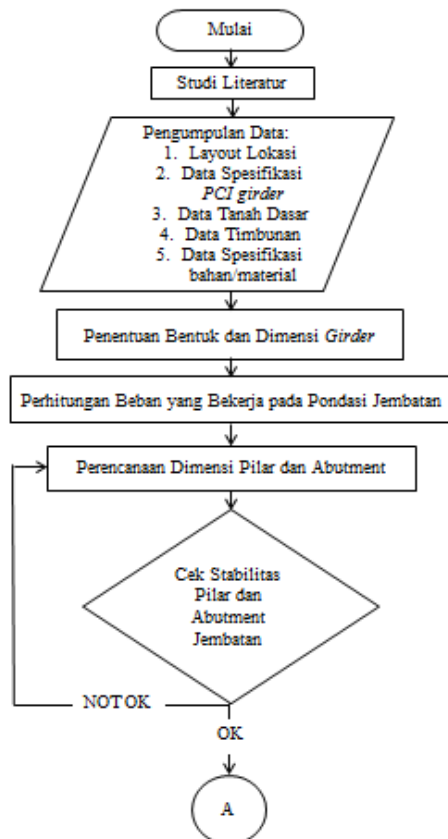 Mulai
Studi Literatur
Pengumpulan Data:
1. Layout Lokasi
2. Data Spesifikasi
PCI girder
3. Data Tanah Dasar
4. Data Timbunan
5. Data Spesifikasi
bahan/material
Penentuan Bentuk dan Dimensi Girder
Perhitungan Beban yang Bekerja pada Pondasi Jembatan
Perencanaan Dimensi Pilar dan Abutment
Cek Stabilitas
Pilar dan
Abutment
Jembatan
NOT OK
OK
A